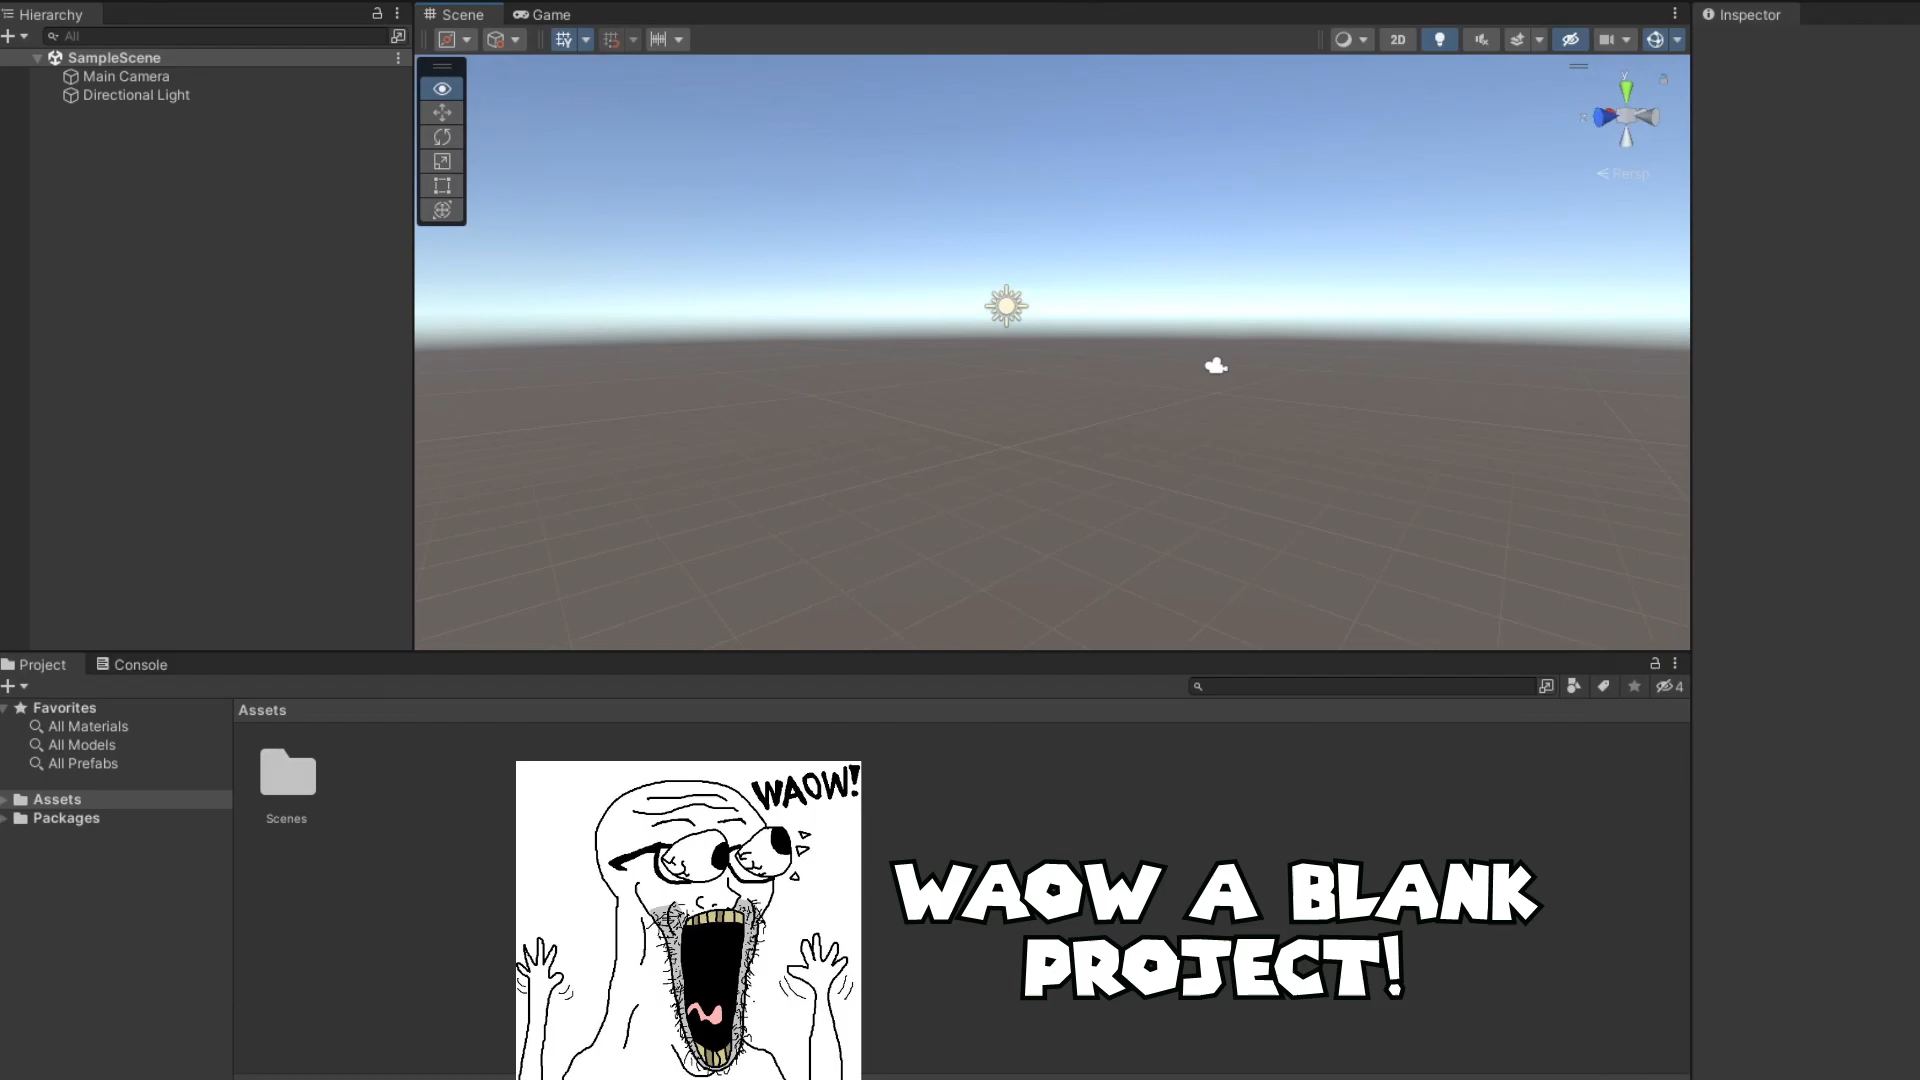 Hierarchy
Scene
Game
Inspector
All
2D
SampleScene
Main Camera
Directional Light
y
z
Persp
Project
Console
4
Favorites
All Materials
All Models
All Prefabs
Assets
Packages
Assets
Scenes
WAOW!
WAOW A BLANK
PROJECT!